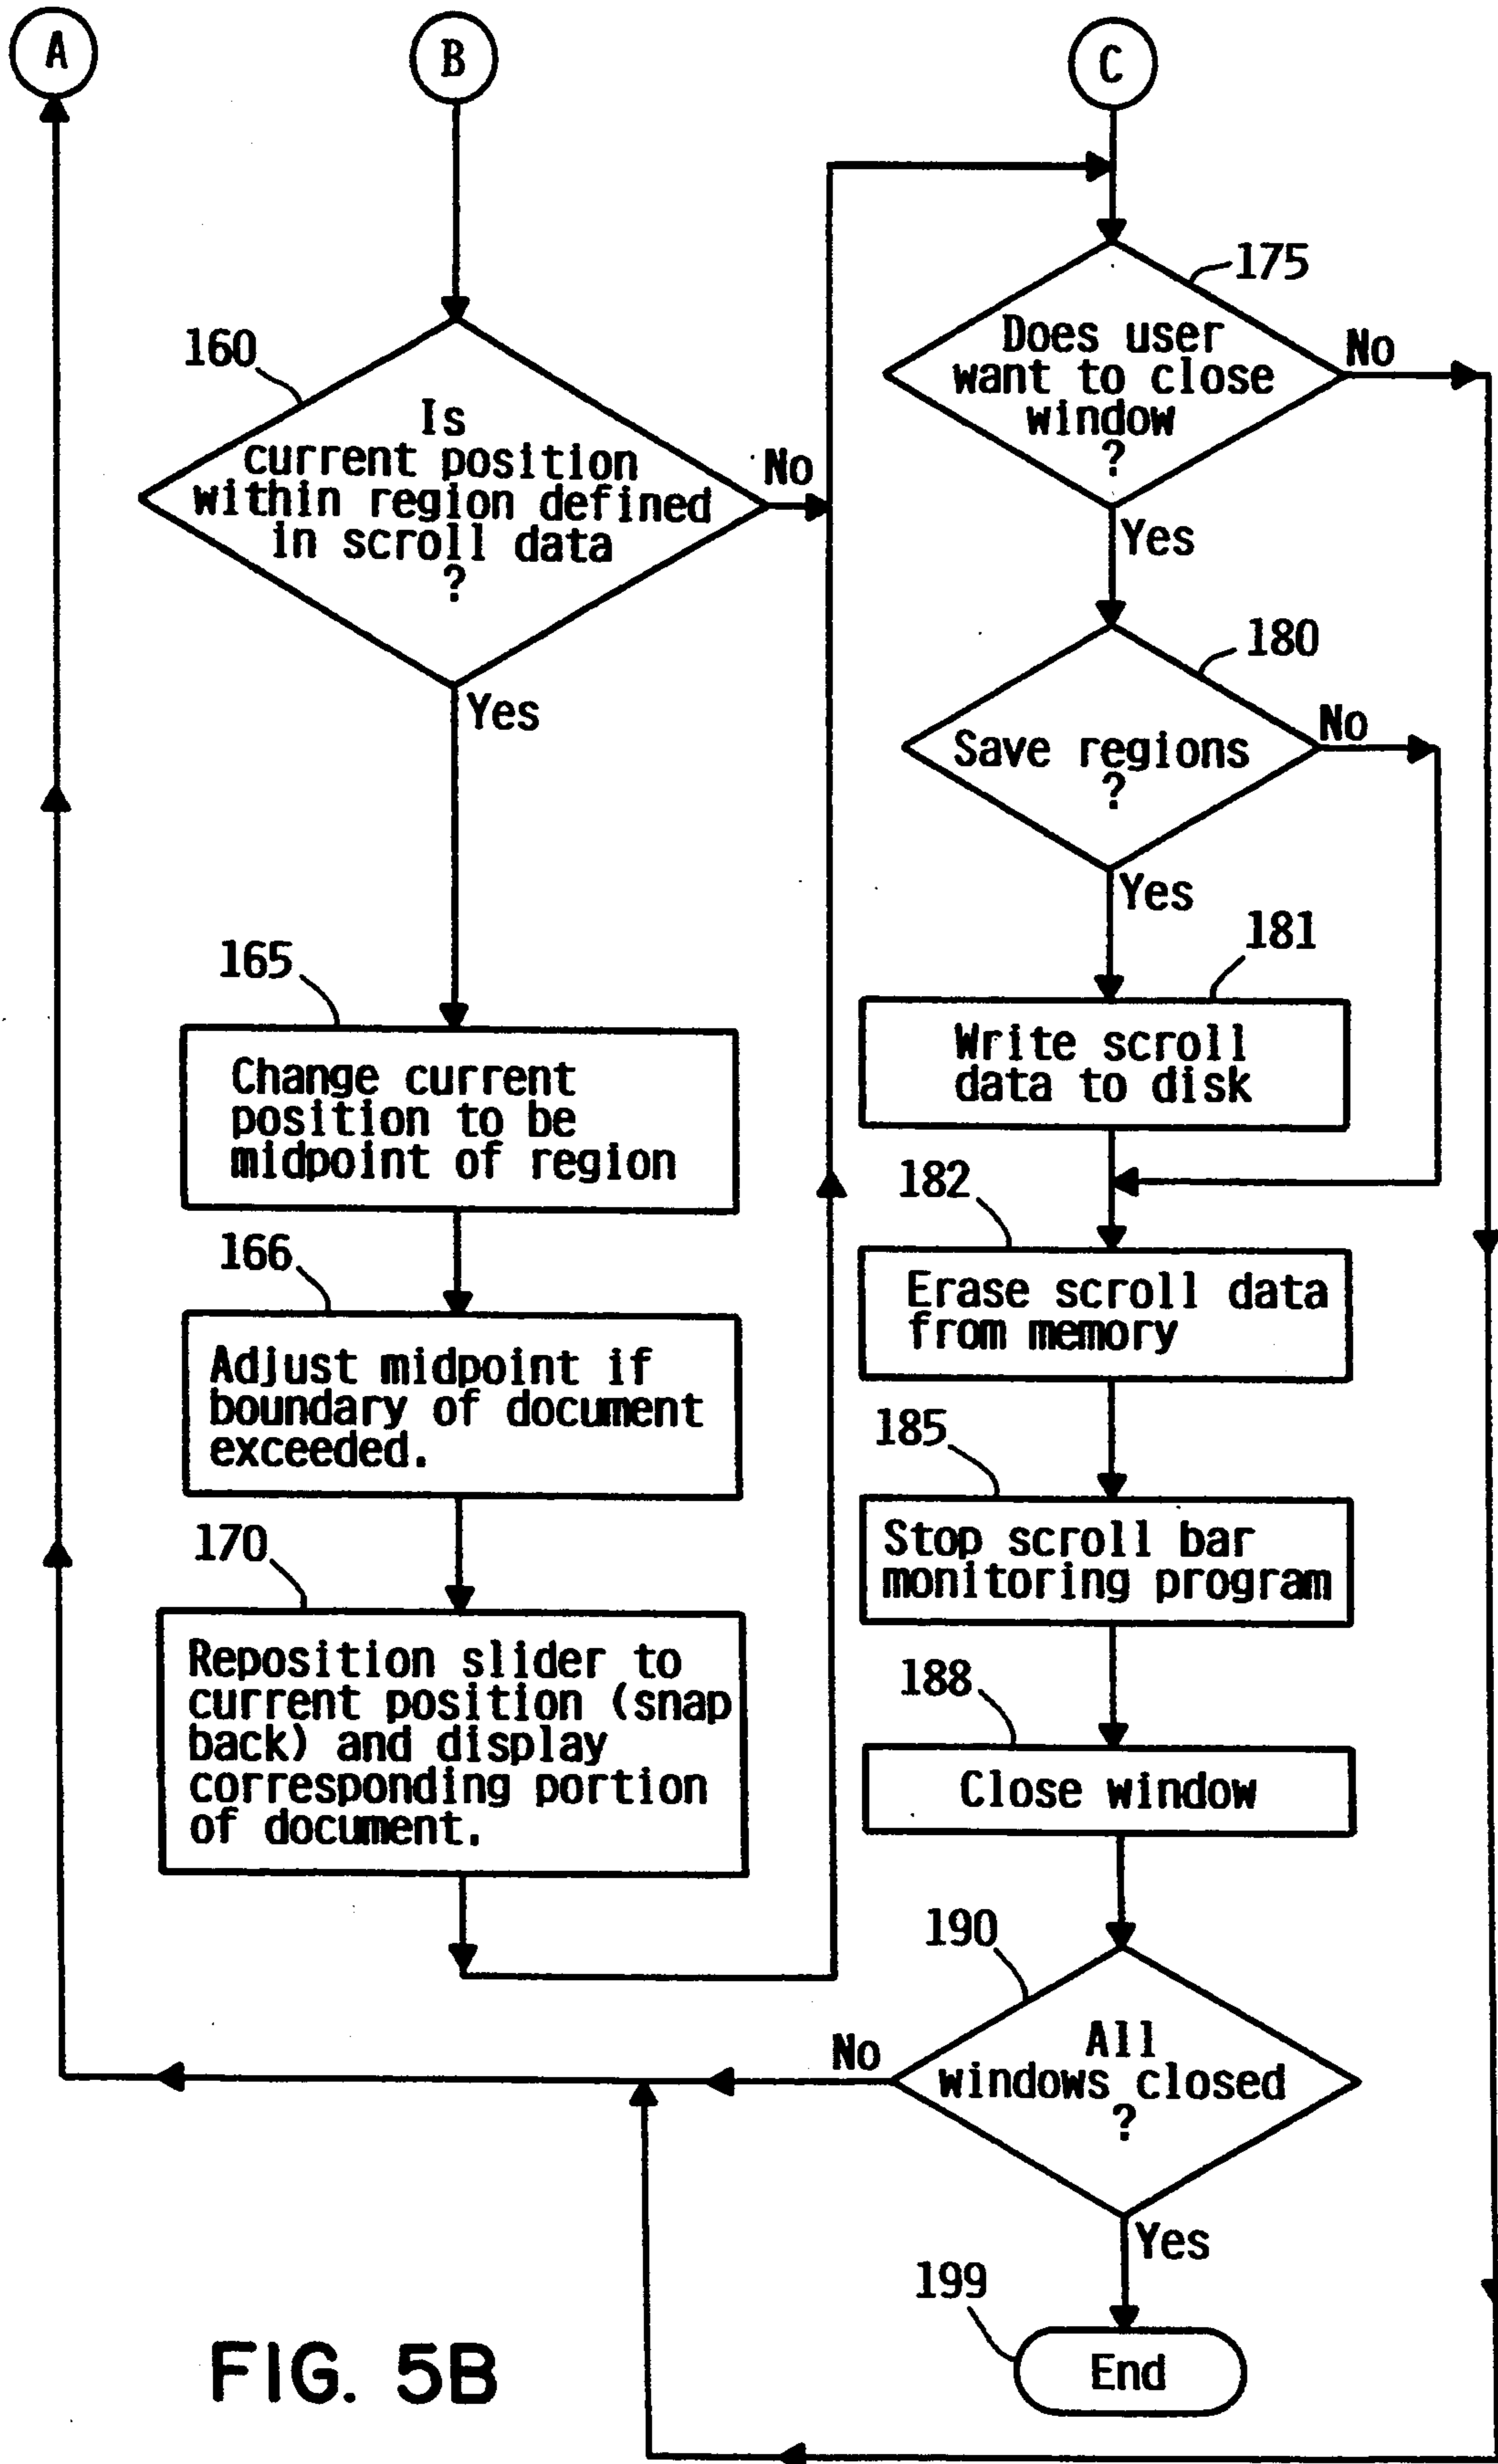 A
B
C
160
Is
current position
within region defined
in scroll data
?
No
Yes
165
Change current
position to be
midpoint of region
166
Adjust midpoint if
boundary of document
exceeded.
170
Reposition slider to
current position (snap
back) and display
corresponding portion
of document.
175
Does user
want to close
window
?
No
Yes
180
Save regions
?
No
Yes
181
Write scroll
data to disk
182
Erase scroll data
from memory
185
Stop scroll bar
monitoring program
188
Close window
190
All
windows closed
?
No
Yes
199
End
FIG. 5B